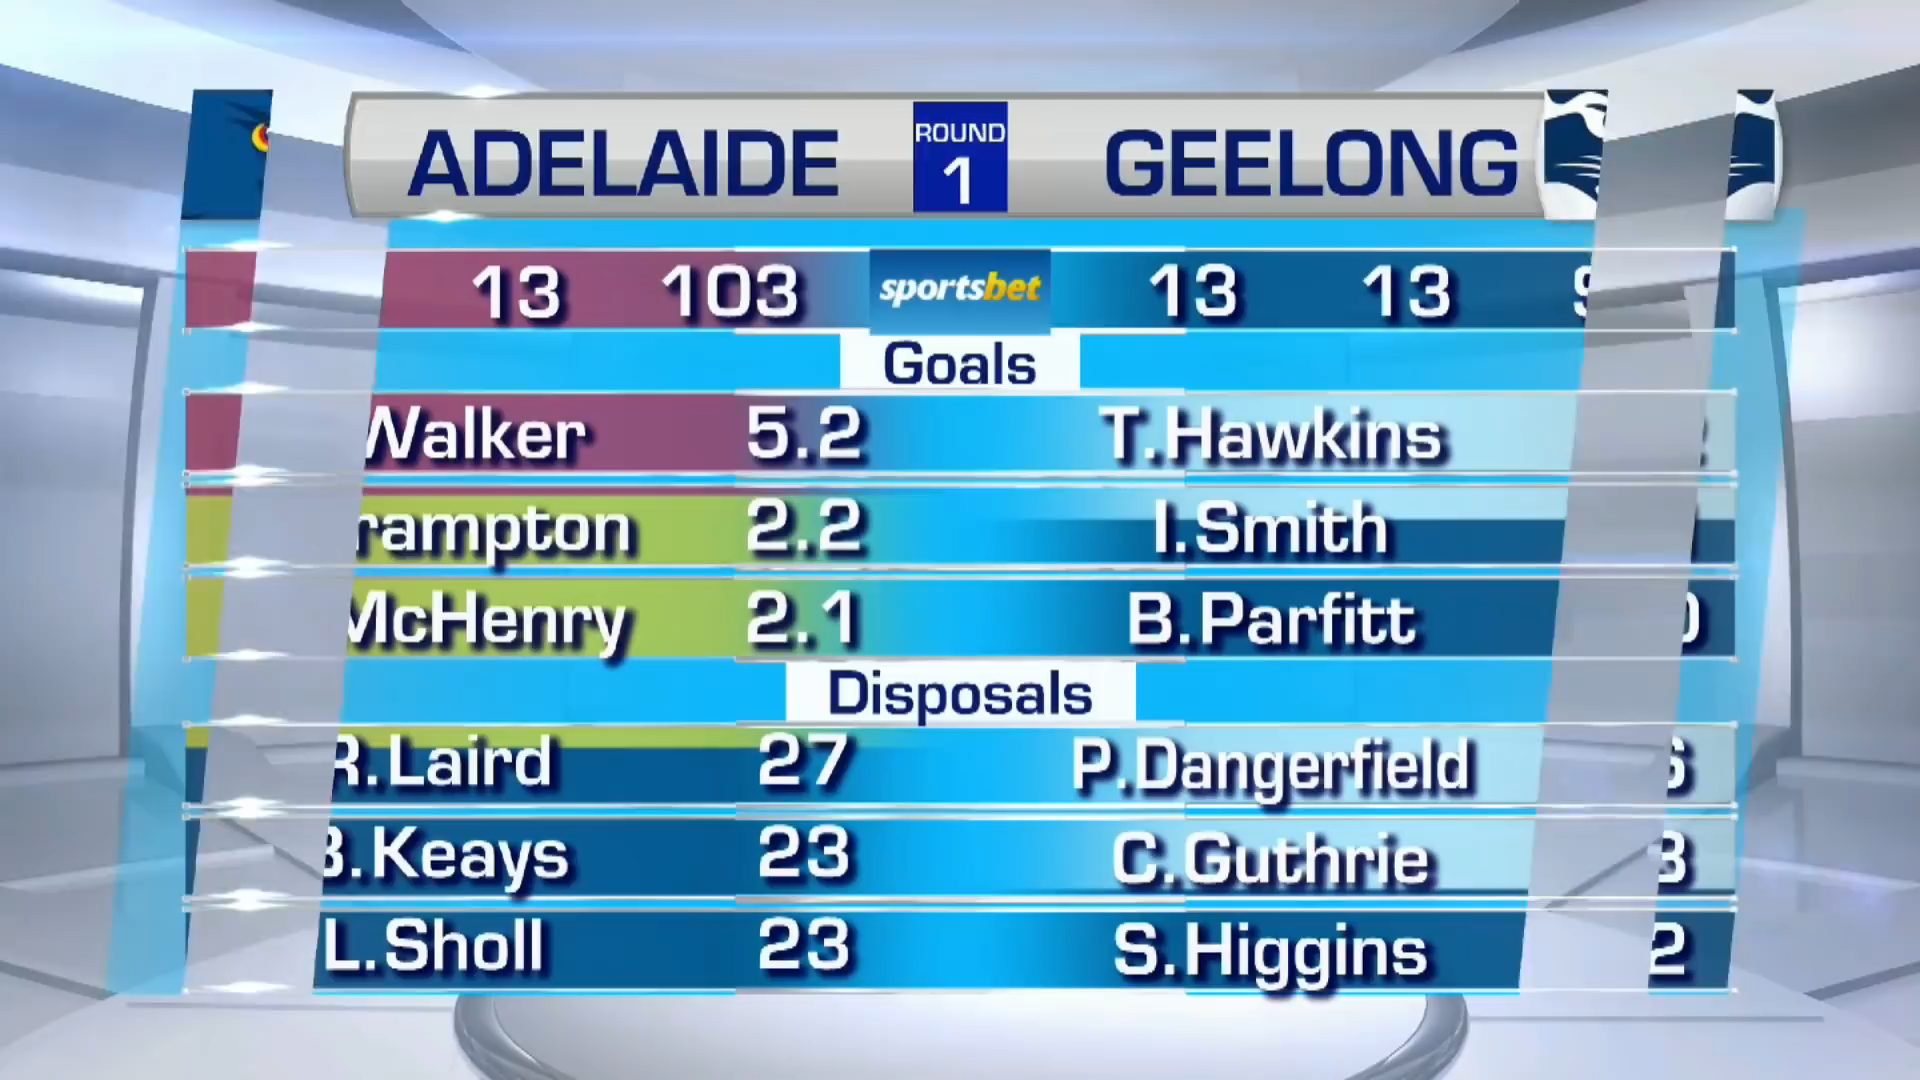 ADELAIDE ROUND 1 GEELONG
13 103 sportsbet 13 13
Goals
Walker 5.2 T.Hawkins
2.2 I.Smith
McHenry 2.1 B.Parfitt
Disposals
R.Laird 27 P.Dangerfield
B.Keays 23 C.Guthrie
L.Sholl 23 S.Higgins